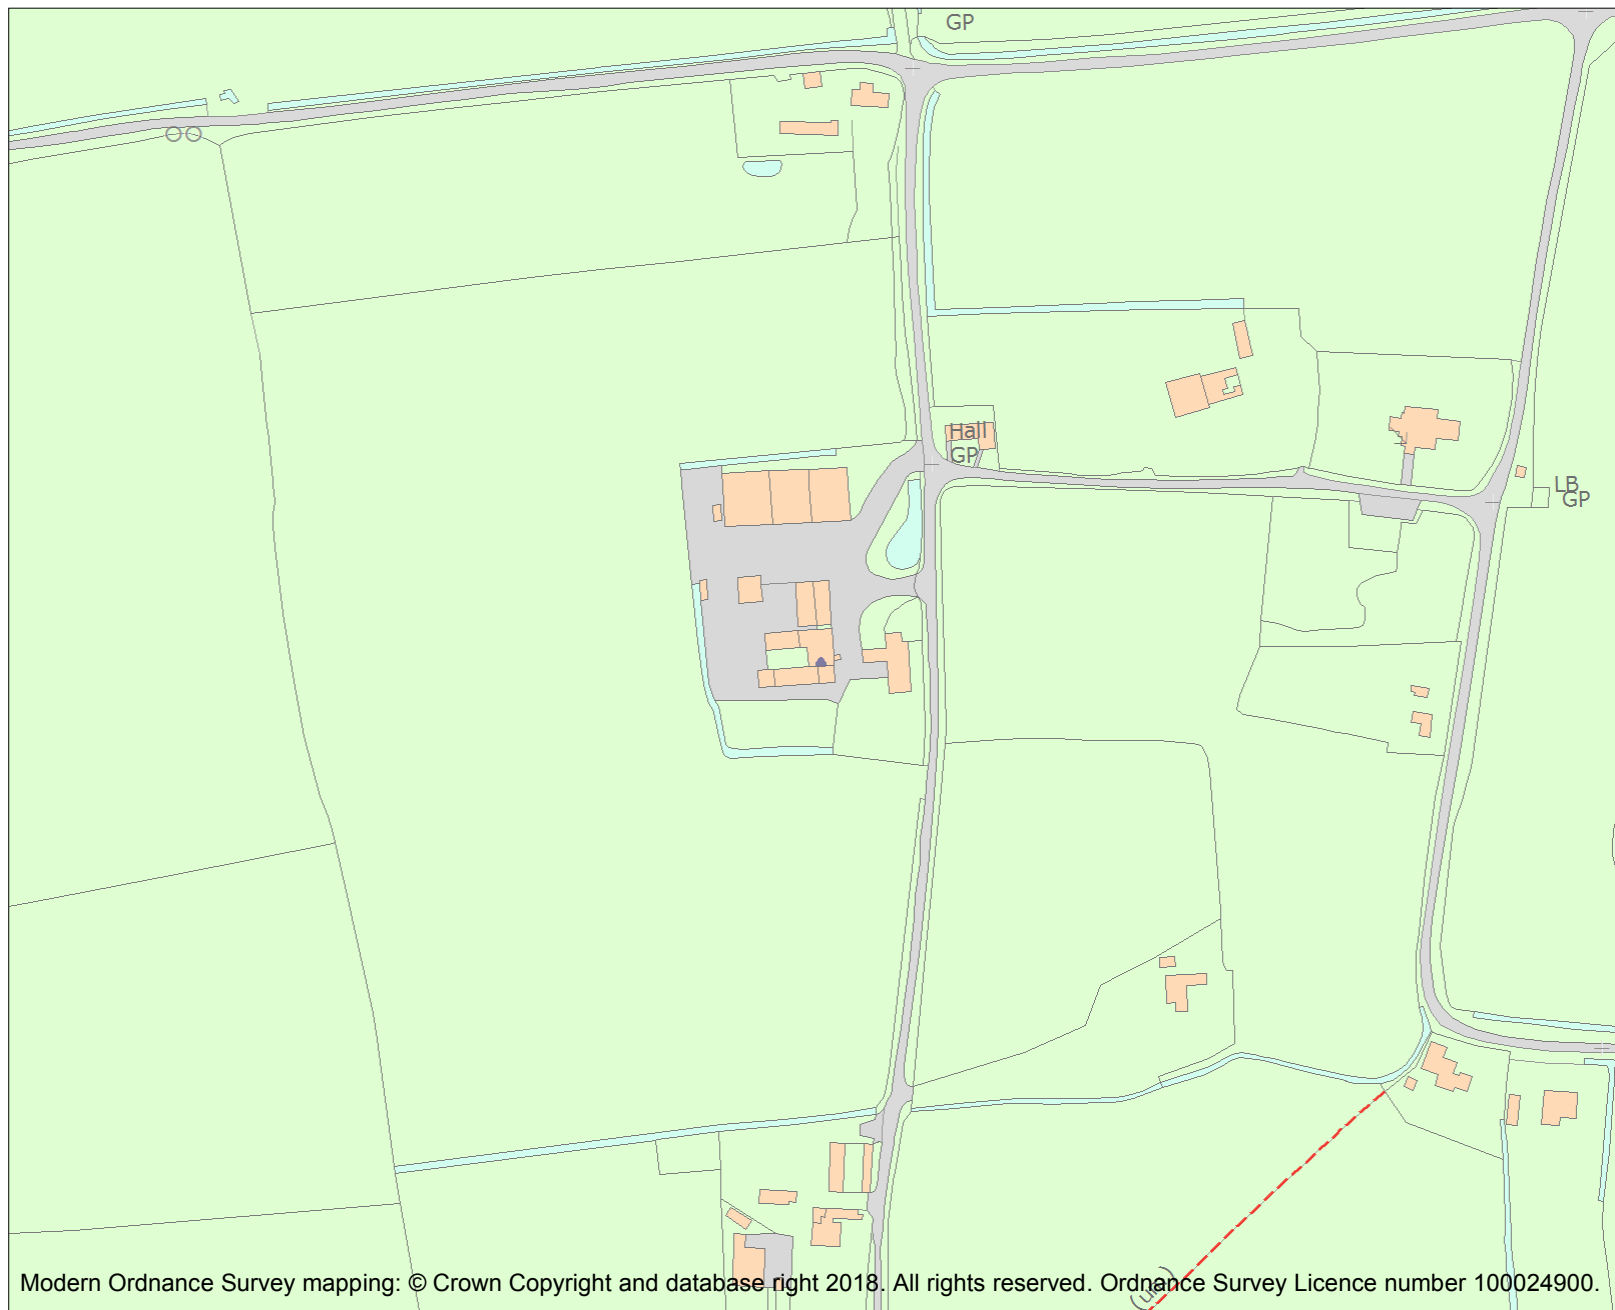 GP
Hall
GP
LB
GP
Modern Ordnance Survey mapping: © Crown Copyright and database right 2018. All rights reserved. Ordnance Survey Licence number 100024900.